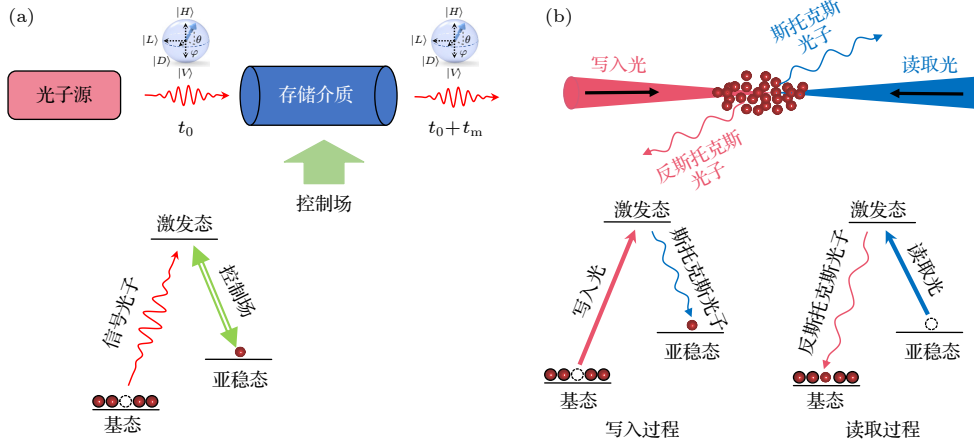 (a)
|H⟩
|L⟩
θ
φ
|D⟩
|V⟩
光子源
t₀
存储介质
|H⟩
|L⟩
θ
φ
|D⟩
|V⟩
t₀+tₘ
控制场
激发态
信号光子
控制场
亚稳态
基态
(b)
写入光
斯托克斯
光子
读取光
反斯托克斯
光子
激发态
写入光
斯托克斯光子
亚稳态
基态
写入过程
激发态
反斯托克斯光子
读取光
亚稳态
基态
读取过程